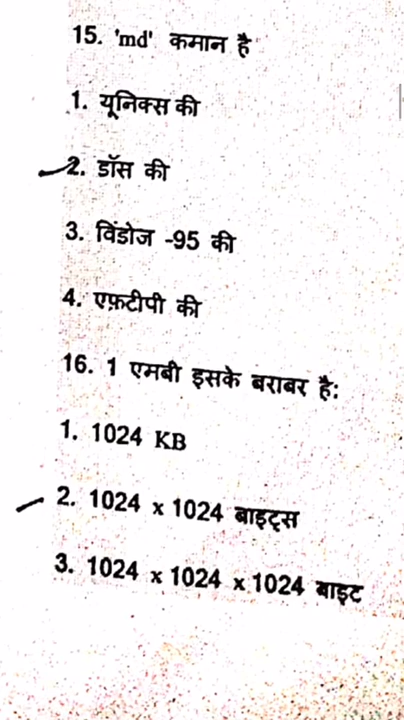 15. 'md' कमान है
1. यूनिक्स की
2. डॉस की
3. विंडोज -95 की
4. एफ़टीपी की
16. 1 एमबी इसके बराबर है:
1. 1024 KB
2. 1024 x 1024 बाइट्स
3. 1024 x 1024 x 1024 बाइट